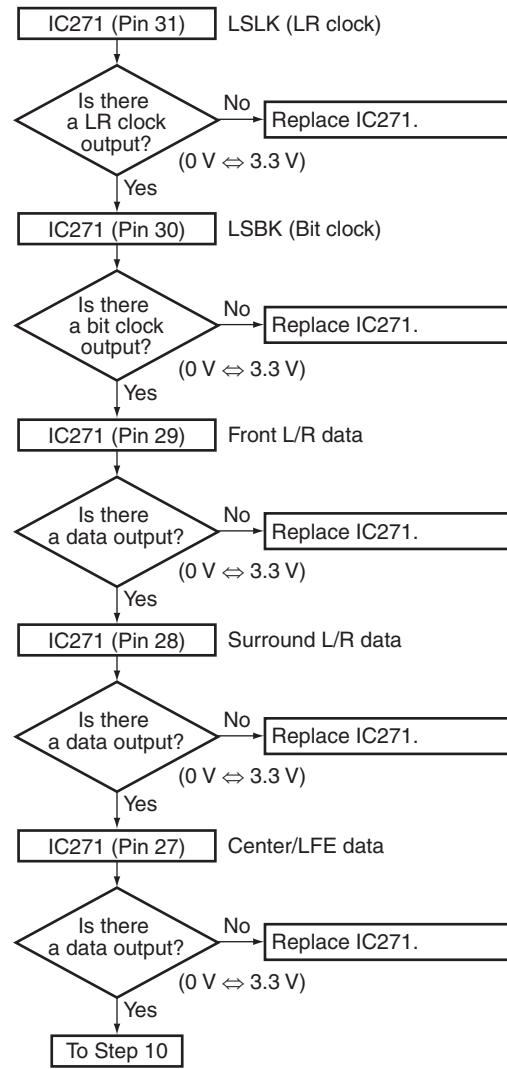 IC271 (Pin 31) LSLK (LR clock)
Is there
a LR clock
output?
No
Replace IC271.
(0 V ⇔ 3.3 V)
Yes
IC271 (Pin 30) LSBK (Bit clock)
Is there
a bit clock
output?
No
Replace IC271.
(0 V ⇔ 3.3 V)
Yes
IC271 (Pin 29) Front L/R data
Is there
a data output?
No
Replace IC271.
(0 V ⇔ 3.3 V)
Yes
IC271 (Pin 28) Surround L/R data
Is there
a data output?
No
Replace IC271.
(0 V ⇔ 3.3 V)
Yes
IC271 (Pin 27) Center/LFE data
Is there
a data output?
No
Replace IC271.
(0 V ⇔ 3.3 V)
Yes
To Step 10